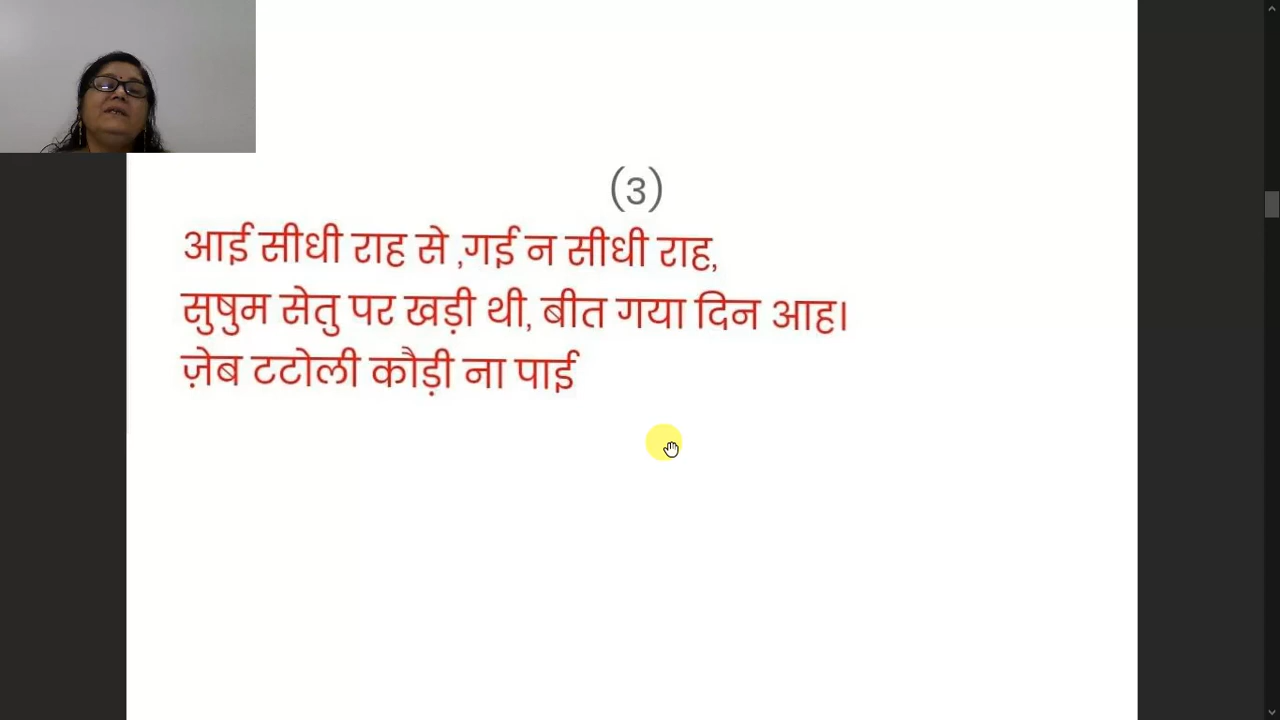 (3)
आई सीधी राह से ,गई न सीधी राह,
सुषुम सेतु पर खड़ी थी, बीत गया दिन आह।
ज़ेब टटोली कौड़ी ना पाई